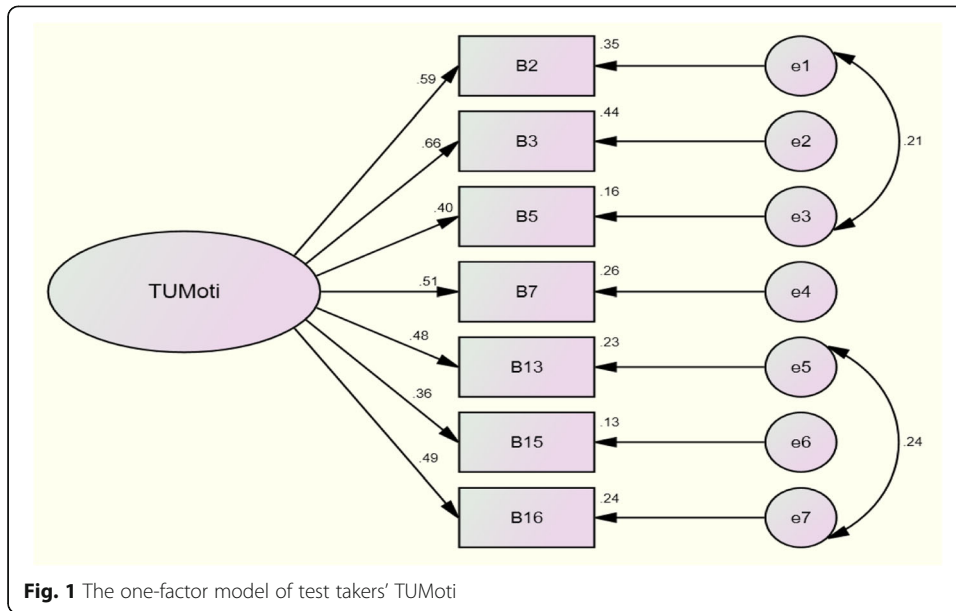 .35
B2
e1
.59
.44
B3
e2
.66
.21
.16
B5
e3
.40
.26
TUMoti
B7
e4
.51
.23
B13
e5
.48
.13
B15
e6
.36
.24
.24
B16
e7
.49
Fig. 1 The one-factor model of test takers’ TUMoti